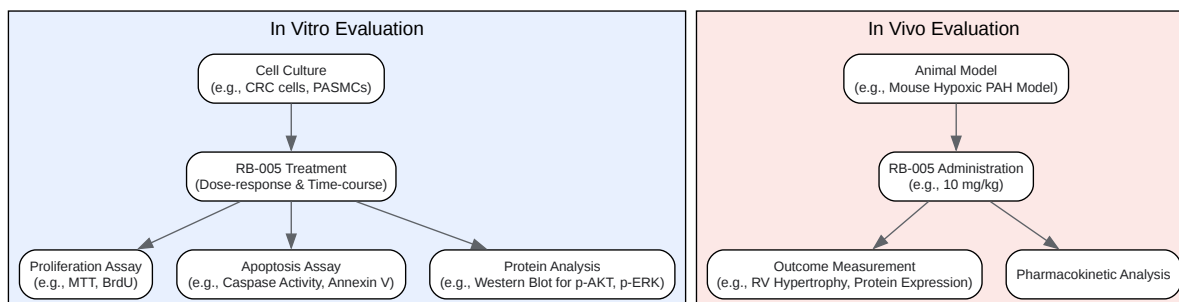 In Vitro Evaluation
Cell Culture
(e.g., CRC cells, PASMCs)
RB-005 Treatment
(Dose-response & Time-course)
Proliferation Assay
(e.g., MTT, BrdU)
Apoptosis Assay
(e.g., Caspase Activity, Annexin V)
Protein Analysis
(e.g., Western Blot for p-AKT, p-ERK)
In Vivo Evaluation
Animal Model
(e.g., Mouse Hypoxic PAH Model)
RB-005 Administration
(e.g., 10 mg/kg)
Outcome Measurement
(e.g., RV Hypertrophy, Protein Expression)
Pharmacokinetic Analysis